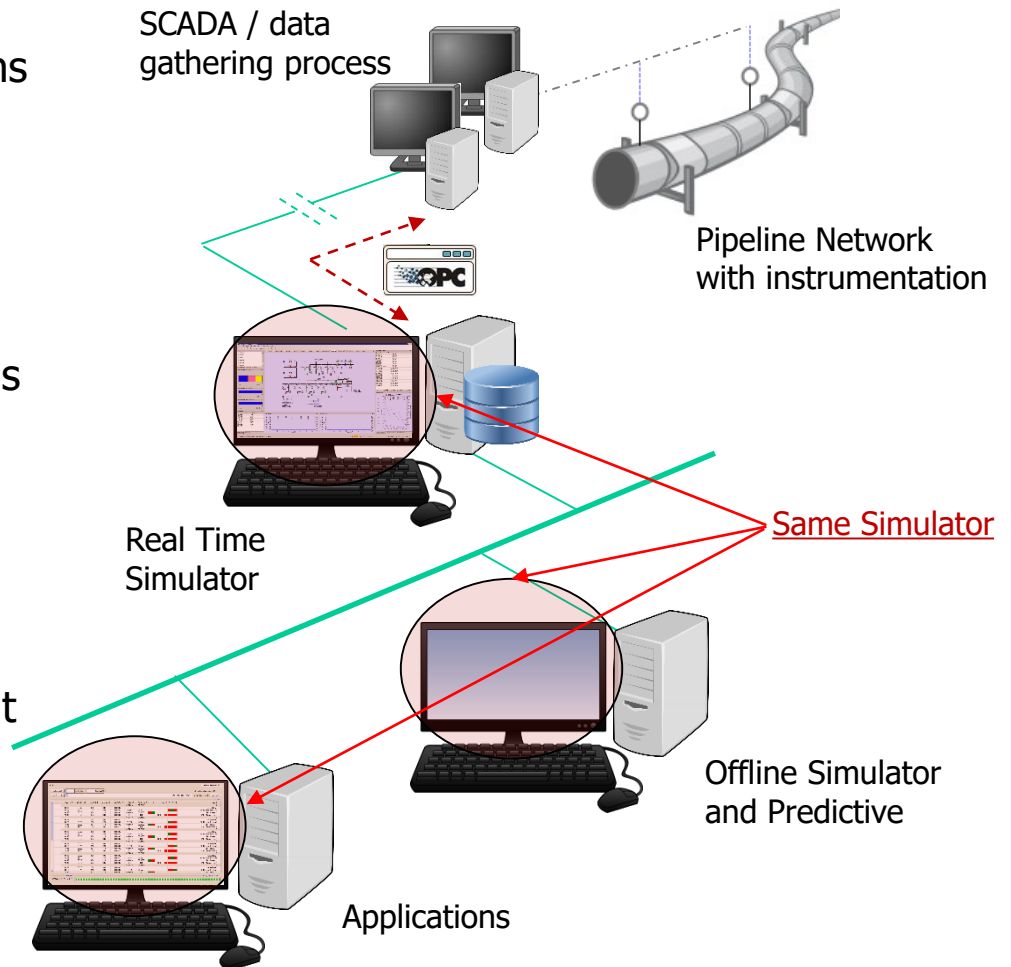 SCADA / data
gathering process
ns
OPC
Pipeline Network
with instrumentation
s
Same Simulator
Real Time
Simulator
t
Offline Simulator
and Predictive
Applications